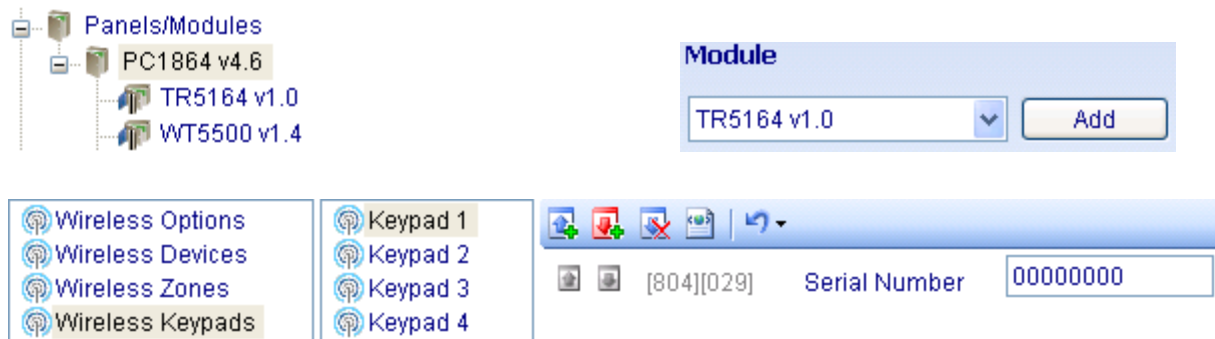 Panels/Modules
PC1864 v4.6
TR5164 v1.0
WT5500 v1.4
Module
TR5164 v1.0
Add
Wireless Options
Wireless Devices
Wireless Zones
Wireless Keypads
Keypad 1
Keypad 2
Keypad 3
Keypad 4
[804][029] Serial Number 00000000